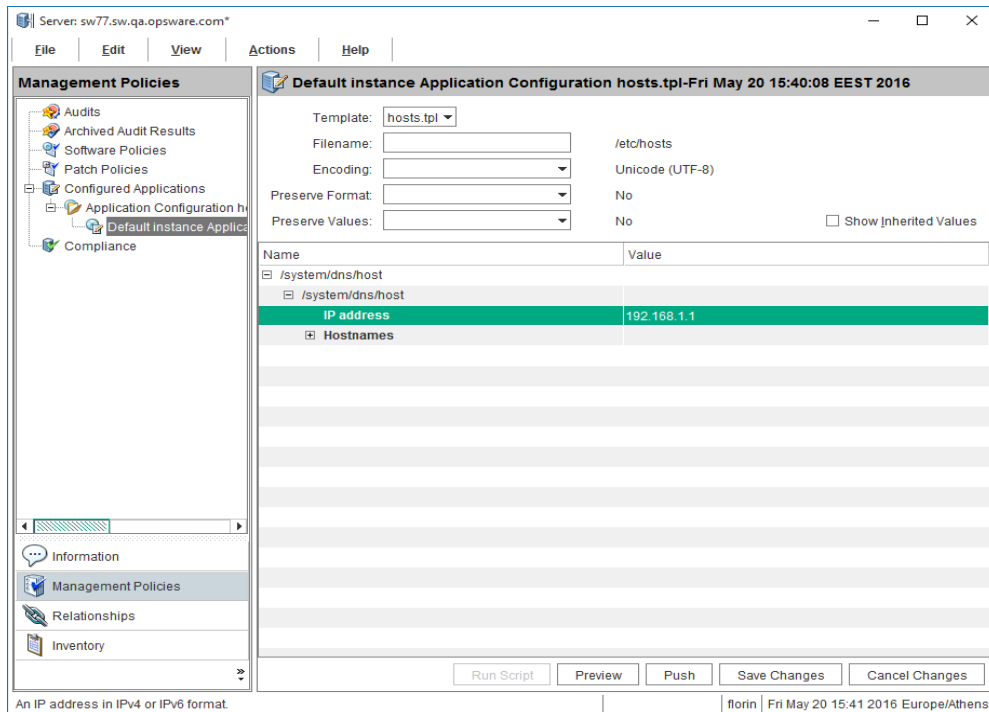 Server: sw77.sw.qa.opsware.com*
File Edit View Actions Help
Management Policies
Audits
Archived Audit Results
Software Policies
Patch Policies
Configured Applications
Application Configuration h
Default instance Applica
Compliance
Information
Management Policies
Relationships
Inventory
Default instance Application Configuration hosts.tpl-Fri May 20 15:40:08 EEST 2016
Template: hosts.tpl
Filename: /etc/hosts
Encoding: Unicode (UTF-8)
Preserve Format: No
Preserve Values: No Show Inherited Values
Name Value
/system/dns/host
/system/dns/host
IP address 192.168.1.1
Hostnames
Run Script Preview Push Save Changes Cancel Changes
An IP address in IPv4 or IPv6 format. florin Fri May 20 15:41 2016 Europe/Athens